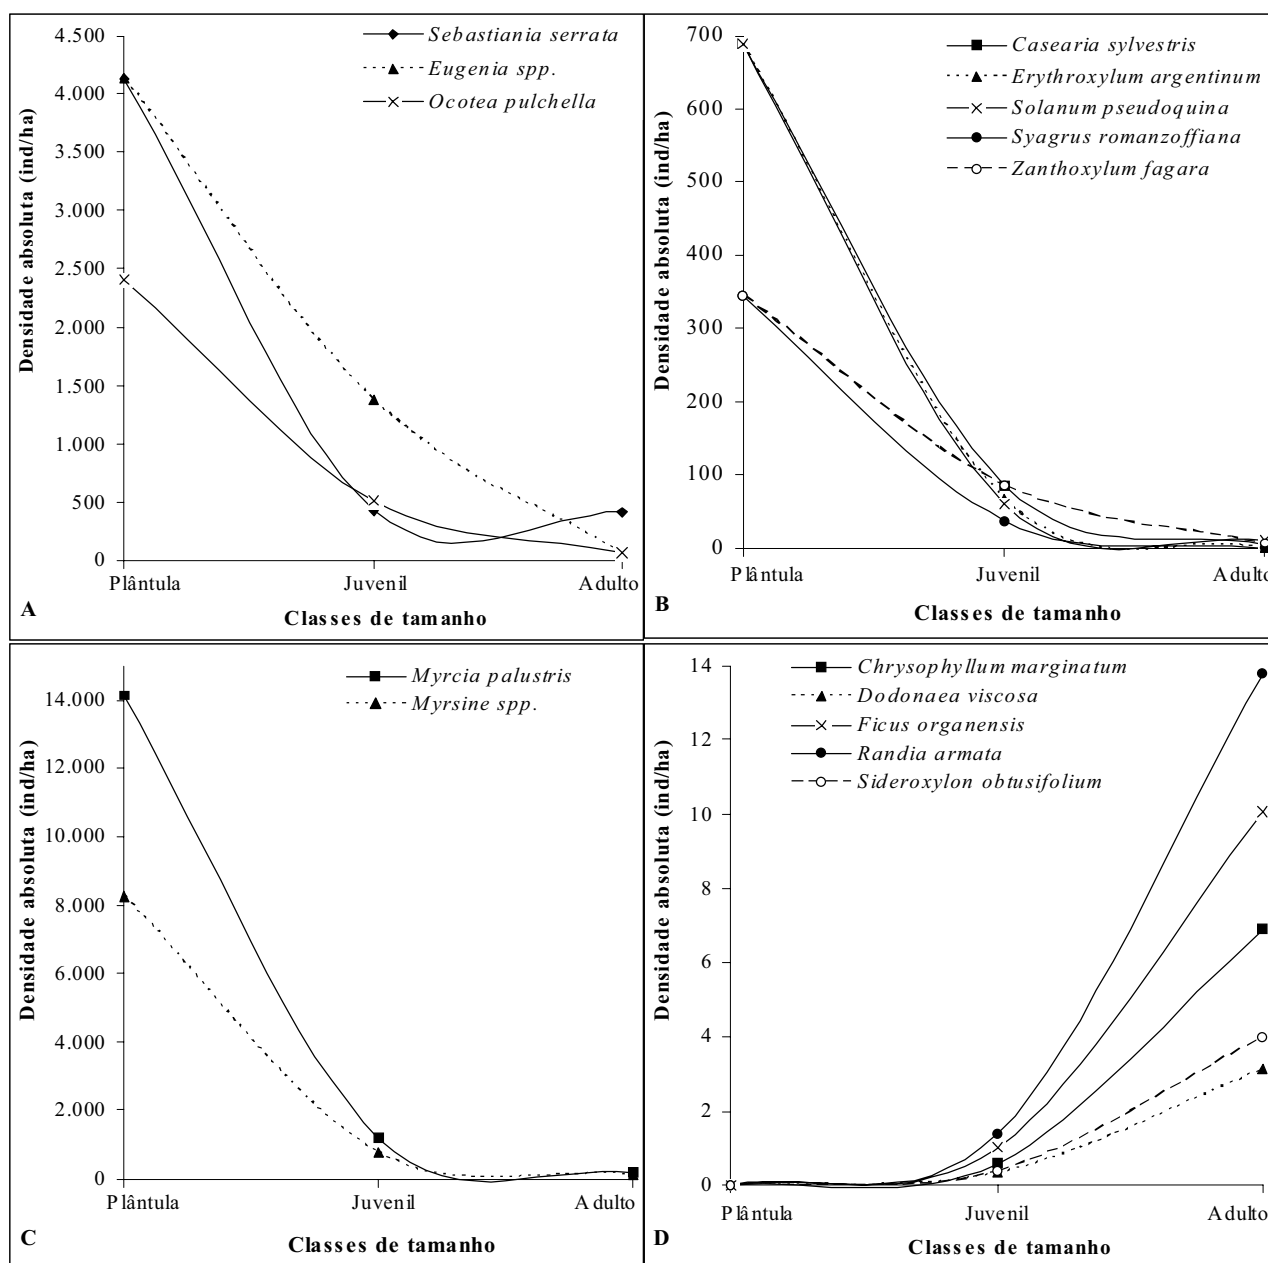 4.500
4.000
3.500
3.000
2.500
2.000
1.500
1.000
500
0
Densidade absoluta (ind/ha)
Sebastiania serrata
Eugenia spp.
Ocotea pulchella
Plântula Juvenil Adulto
A
Classes de tamanho
700
600
500
400
300
200
100
0
Densidade absoluta (ind/ha)
Casearia sylvestris
Erythroxylum argentinum
Solanum pseudoquina
Syagrus romanzoffiana
Zanthoxylum fagara
Plântula Juvenil Adulto
B
Classes de tamanho
14.000
12.000
10.000
8.000
6.000
4.000
2.000
0
Densidade absoluta (ind/ha)
Myrcia palustris
Myrsine spp.
Plântula Juvenil Adulto
C
Classes de tamanho
14
12
10
8
6
4
2
0
Densidade absoluta (ind/ha)
Chrysophyllum marginatum
Dodonaea viscosa
Ficus organensis
Randia armata
Sideroxylon obtusifolium
Plântula Juvenil Adulto
D
Classes de tamanho